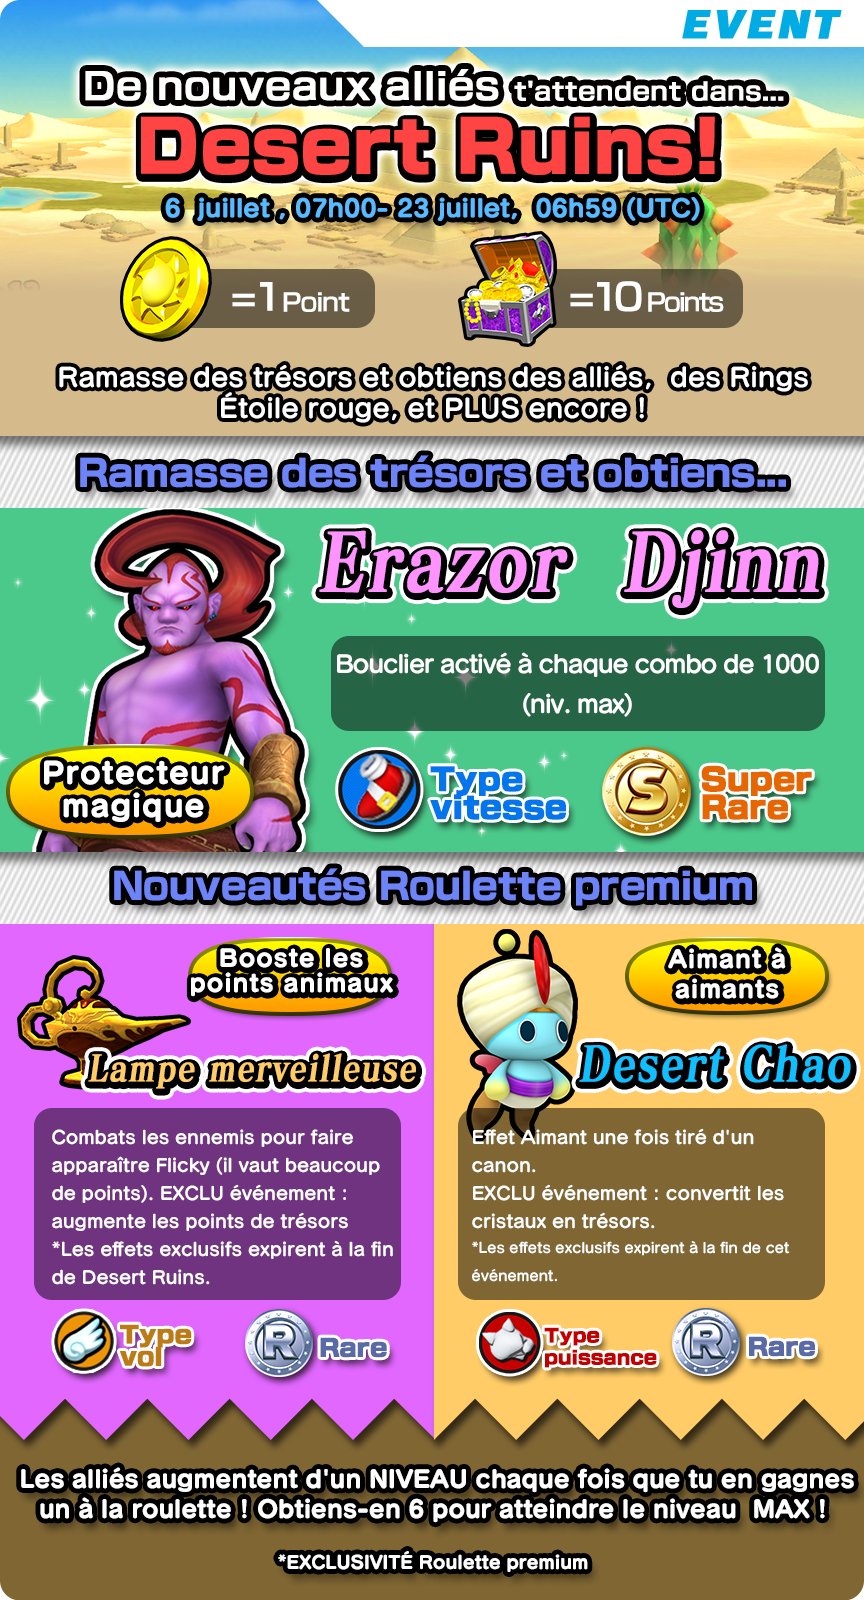 EVENT
De nouveaux alliés t'attendent dans...
Desert Ruins!
6 juillet , 07h00- 23 juillet, 06h59 (UTC)
=1 Point
=10 Points
Ramasse des trésors et obtiens des alliés, des Rings
Étoile rouge, et PLUS encore !
Ramasse des trésors et obtiens...
Erazor Djinn
Bouclier activé à chaque combo de 1000
(niv. max)
Protecteur
magique
Type
vitesse
S
Super
Rare
Nouveautés Roulette premium
Booste les
points animaux
Lampe merveilleuse
Combats les ennemis pour faire
apparaître Flicky (il vaut beaucoup
de points). EXCLU événement :
augmente les points de trésors
*Les effets exclusifs expirent à la fin
de Desert Ruins.
Type
vol
R
Rare
Aimant à
aimants
Desert Chao
Effet Aimant une fois tiré d'un
canon.
EXCLU événement : convertit les
cristaux en trésors.
*Les effets exclusifs expirent à la fin de cet
événement.
Type
puissance
R
Rare
Les alliés augmentent d'un NIVEAU chaque fois que tu en gagnes
un à la roulette ! Obtiens-en 6 pour atteindre le niveau MAX !
*EXCLUSIVITÉ Roulette premium